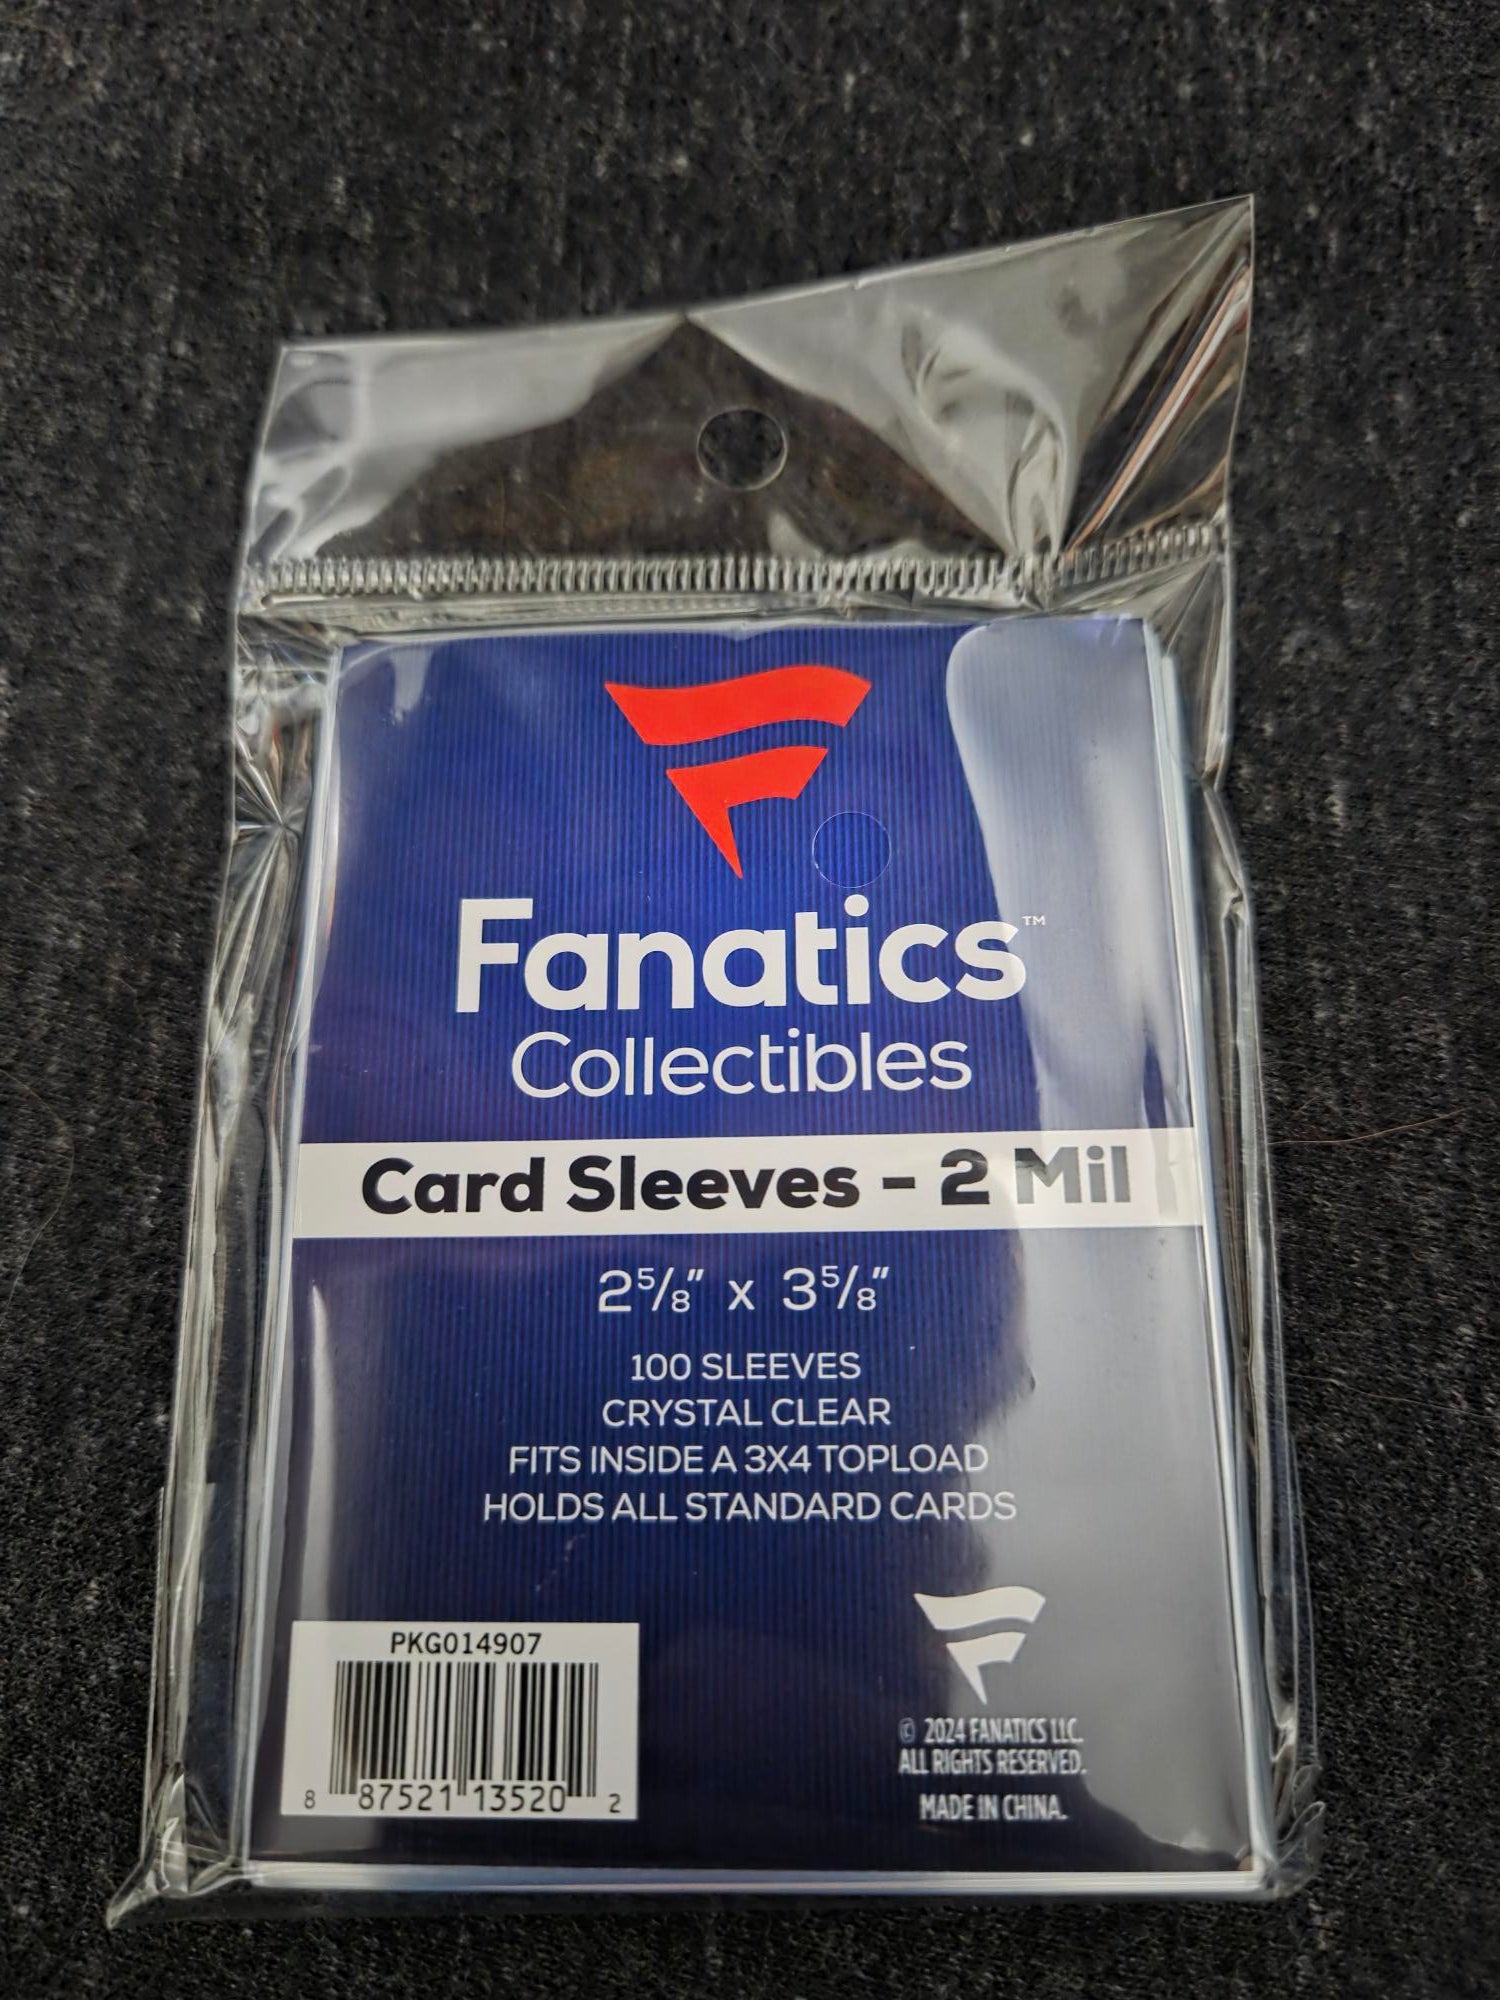 Fanatics™
Collectibles
Card Sleeves - 2 Mil
2⅝" x 3⅝"
100 SLEEVES
CRYSTAL CLEAR
FITS INSIDE A 3X4 TOPLOAD
HOLDS ALL STANDARD CARDS
PKG014907
8 87521 13520 2
© 2024 FANATICS LLC.
ALL RIGHTS RESERVED.
MADE IN CHINA.